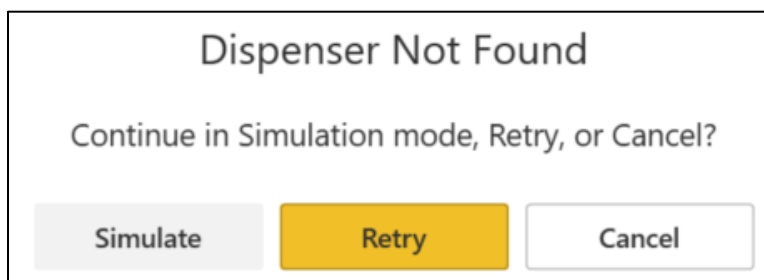 Dispenser Not Found
Continue in Simulation mode, Retry, or Cancel?
Simulate Retry Cancel